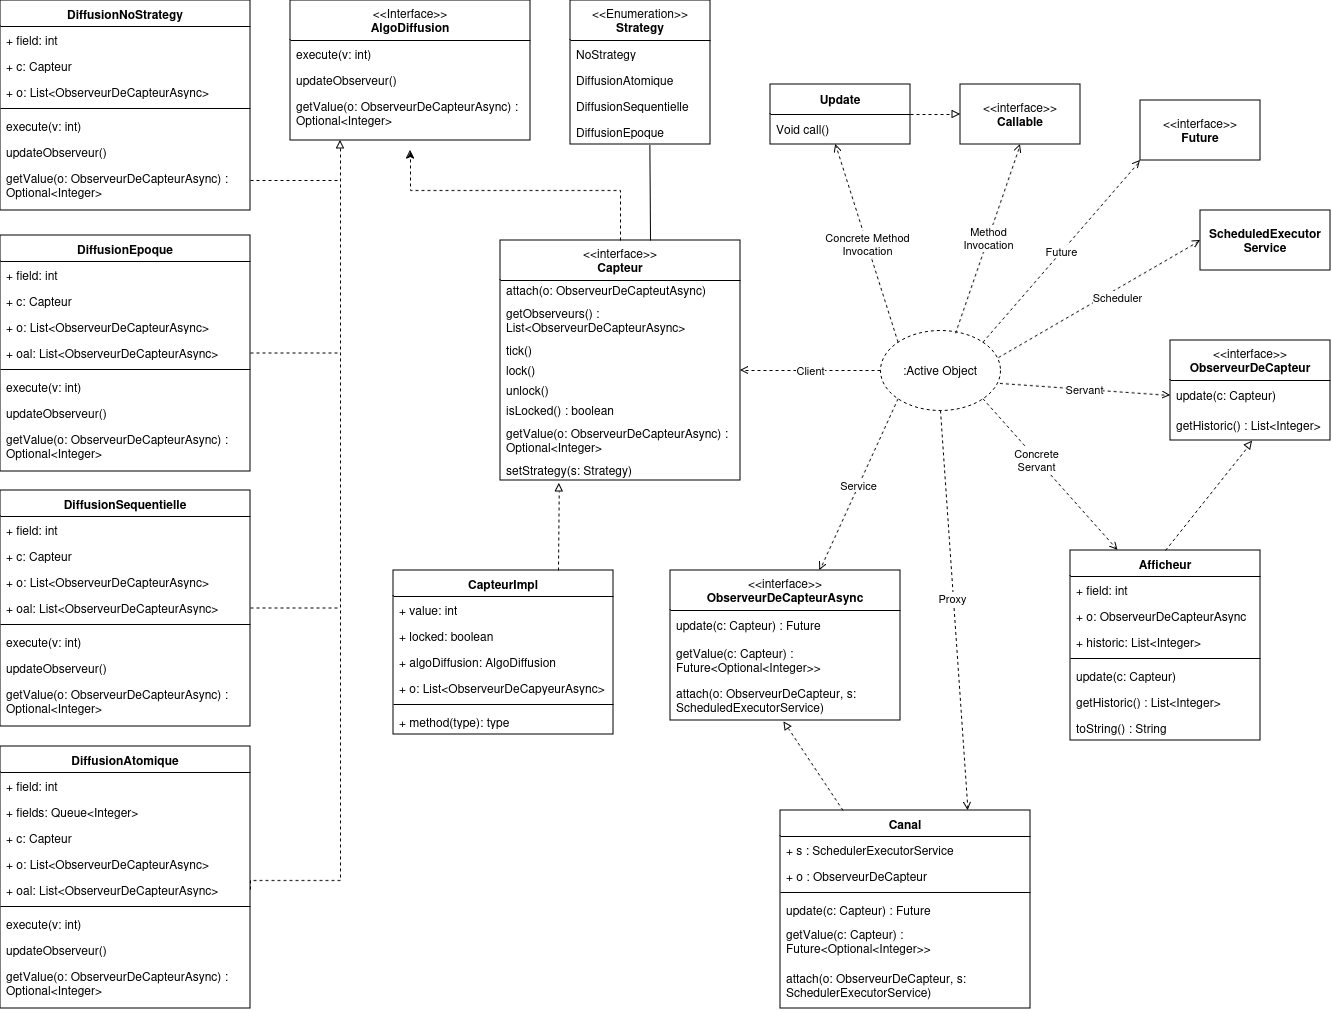 DiffusionNoStrategy
+ field: int
+ c: Capteur
+ o: List<ObserveurDeCapteurAsync>
execute(v: int)
updateObserveur()
getValue(o: ObserveurDeCapteurAsync) :
Optional<Integer>
DiffusionEpoque
+ field: int
+ c: Capteur
+ o: List<ObserveurDeCapteurAsync>
+ oal: List<ObserveurDeCapteurAsync>
execute(v: int)
updateObserveur()
getValue(o: ObserveurDeCapteurAsync) :
Optional<Integer>
DiffusionSequentielle
+ field: int
+ c: Capteur
+ o: List<ObserveurDeCapteurAsync>
+ oal: List<ObserveurDeCapteurAsync>
execute(v: int)
updateObserveur()
getValue(o: ObserveurDeCapteurAsync) :
Optional<Integer>
DiffusionAtomique
+ field: int
+ fields: Queue<Integer>
+ c: Capteur
+ o: List<ObserveurDeCapteurAsync>
+ oal: List<ObserveurDeCapteurAsync>
execute(v: int)
updateObserveur()
getValue(o: ObserveurDeCapteurAsync) :
Optional<Integer>
<<Interface>>
AlgoDiffusion
execute(v: int)
updateObserveur()
getValue(o: ObserveurDeCapteurAsync) :
Optional<Integer>
<<Enumeration>>
Strategy
NoStrategy
DiffusionAtomique
DiffusionSequentielle
DiffusionEpoque
<<interface>>
Capteur
attach(o: ObserveurDeCapteutAsync)
getObserveurs() :
List<ObserveurDeCapteurAsync>
tick()
lock()
unlock()
isLocked() : boolean
getValue(o: ObserveurDeCapteurAsync) :
Optional<Integer>
setStrategy(s: Strategy)
CapteurImpl
+ value: int
+ locked: boolean
+ algoDiffusion: AlgoDiffusion
+ o: List<ObserveurDeCapyeurAsync>
+ method(type): type
Update
Void call()
<<interface>>
Callable
<<interface>>
Future
ScheduledExecutor
Service
Concrete Method
Invocation
Method
Invocation
Future
Scheduler
:Active Object
Client
Servant
Concrete
Servant
Service
Proxy
<<interface>>
ObserveurDeCapteur
update(c: Capteur)
getHistoric() : List<Integer>
<<interface>>
ObserveurDeCapteurAsync
update(c: Capteur) : Future
getValue(c: Capteur) :
Future<Optional<Integer>>
attach(o: ObserveurDeCapteur, s:
ScheduledExecutorService)
Afficheur
+ field: int
+ o: ObserveurDeCapteurAsync
+ historic: List<Integer>
update(c: Capteur)
getHistoric() : List<Integer>
toString() : String
Canal
+ s : SchedulerExecutorService
+ o : ObserveurDeCapteur
update(c: Capteur) : Future
getValue(c: Capteur) :
Future<Optional<Integer>>
attach(o: ObserveurDeCapteur, s:
SchedulerExecutorService)